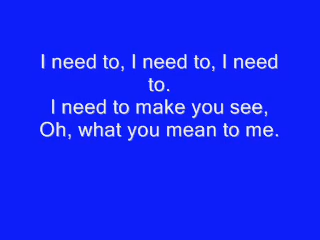 I need to, I need to, I need
to.
I need to make you see,
Oh, what you mean to me.